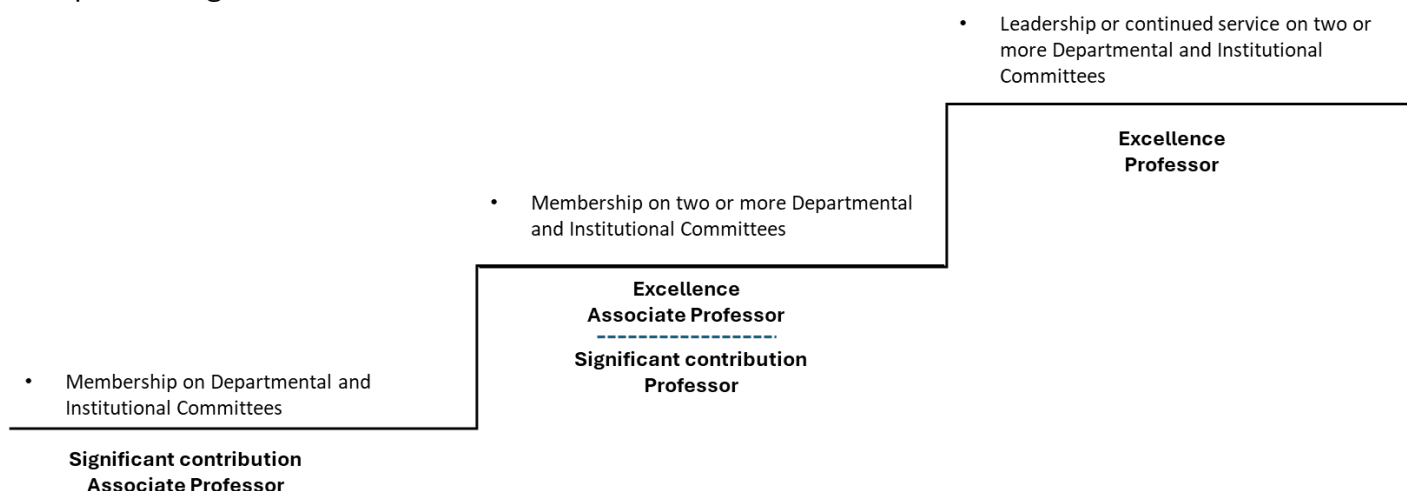 • Leadership or continued service on two or
more Departmental and Institutional
Committees
Excellence
Professor
• Membership on two or more Departmental
and Institutional Committees
Excellence
Associate Professor
Significant contribution
Professor
• Membership on Departmental and
Institutional Committees
Significant contribution
Associate Professor